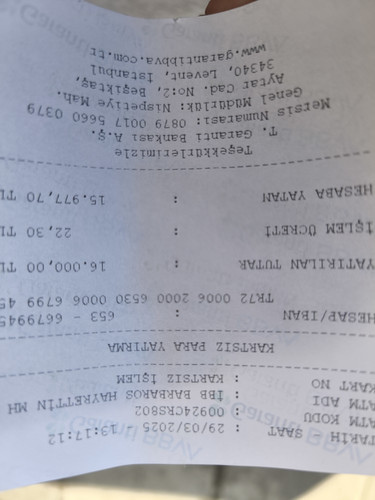 TARİH SAAT : 29/03/2025 - 13:17:12
ATM KODU : 00924CRS802
ATM ADI : İBB BARBAROS HAYRETTİN MH
KART NO : KARTSIZ İŞLEM
KARTSIZ PARA YATIRMA
HESAP/IBAN : 653 - 6679945
TR72 0006 2000 6530 0006 6799 45
YATIRILAN TUTAR : 16.000,00 TL
İŞLEM ÜCRETİ : 22,30 TL
HESABA YATAN : 15.977,70 TL
Teşekkürlerimizle
T. Garanti Bankası A.Ş.
Mersis Numarası: 0879 0017 5660 0379
Genel Müdürlük: Nispetiye Mah.
Aytar Cad. No:2, Beşiktaş,
34340, Levent, İstanbul
www.garantibbva.com.tr